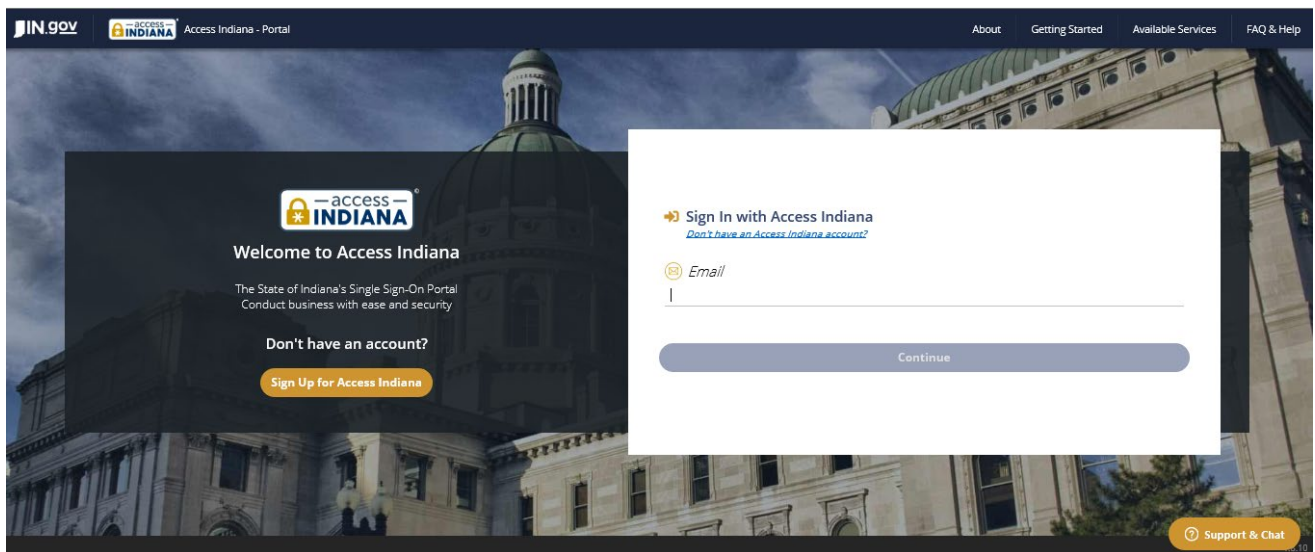 IN.gov
access INDIANA
Access Indiana - Portal
About
Getting Started
Available Services
FAQ & Help
access
INDIANA
Welcome to Access Indiana
The State of Indiana's Single Sign-On Portal
Conduct business with ease and security
Don't have an account?
Sign Up for Access Indiana
Sign In with Access Indiana
Don't have an Access Indiana account?
Email
Continue
Support & Chat